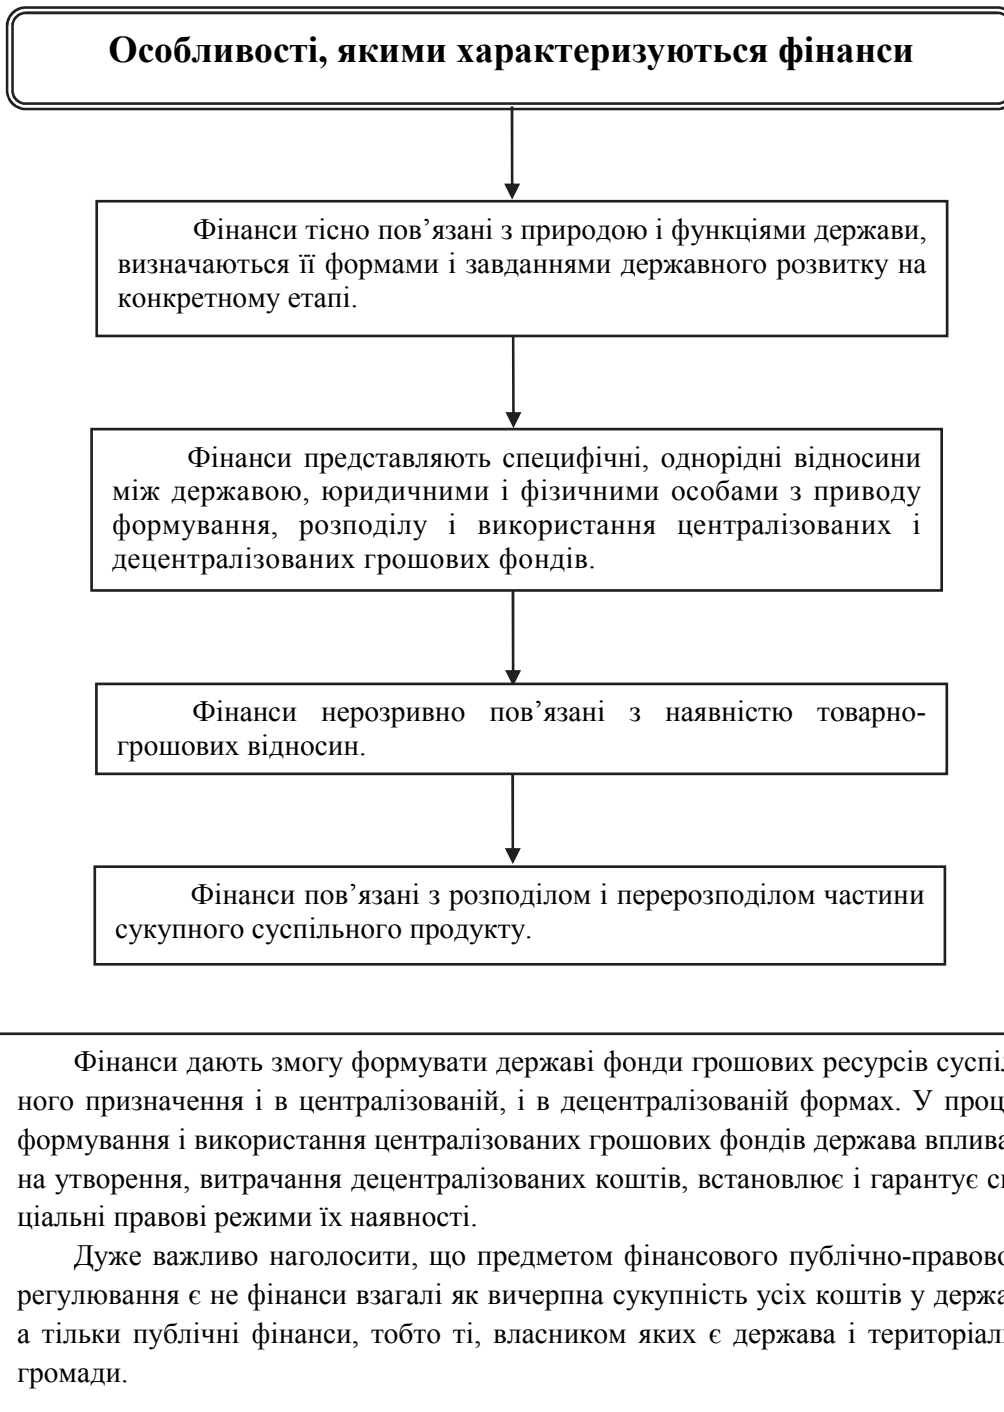 Особливості, якими характеризуються фінанси
Фінанси тісно пов’язані з природою і функціями держави,
визначаються її формами і завданнями державного розвитку на
конкретному етапі.
Фінанси представляють специфічні, однорідні відносини
між державою, юридичними і фізичними особами з приводу
формування, розподілу і використання централізованих і
децентралізованих грошових фондів.
Фінанси нерозривно пов’язані з наявністю товарно-
грошових відносин.
Фінанси пов’язані з розподілом і перерозподілом частини
сукупного суспільного продукту.
Фінанси дають змогу формувати державі фонди грошових ресурсів
ного призначення і в централізованій, і в децентралізованій формах. У
формування і використання централізованих грошових фондів держава
на утворення, витрачання децентралізованих коштів, встановлює і гарантує
ціальні правові режими їх наявності.
Дуже важливо наголосити, що предметом фінансового
регулювання є не фінанси взагалі як вичерпна сукупність усіх коштів у
а тільки публічні фінанси, тобто ті, власником яких є держава і
громади.